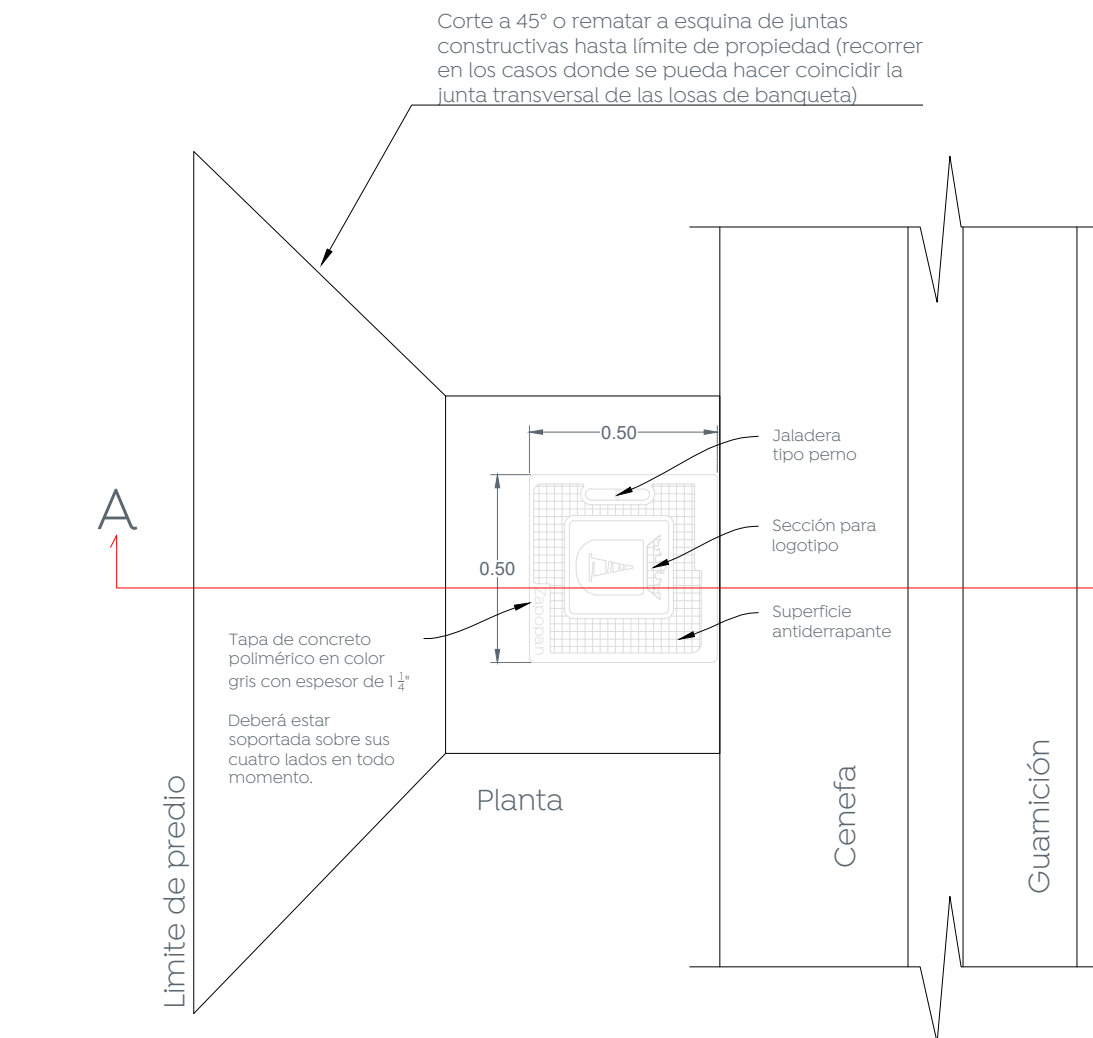 Corte a 45° o rematar a esquina de juntas
constructivas hasta límite de propiedad (recorrer
en los casos donde se pueda hacer coincidir la
junta transversal de las losas de banqueta)
0.50
Jaladera
tipo perno
A
Sección para
logotipo
0.50
Zapopan
Superficie
antiderrapante
Tapa de concreto
polimérico en color
gris con espesor de 1 1/4"
Deberá estar
soportada sobre sus
cuatro lados en todo
momento.
Planta
Limite de predio
Cenefa
Guarnición